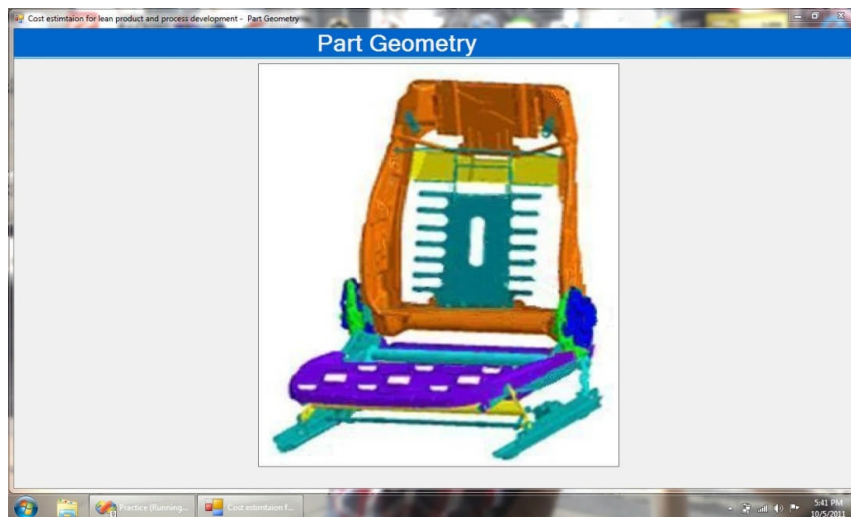 Cost estimtaion for lean product and process development - Part Geometry
Part Geometry
Practice (Running...
Cost estimtaion f...
5:41 PM
10/5/2011